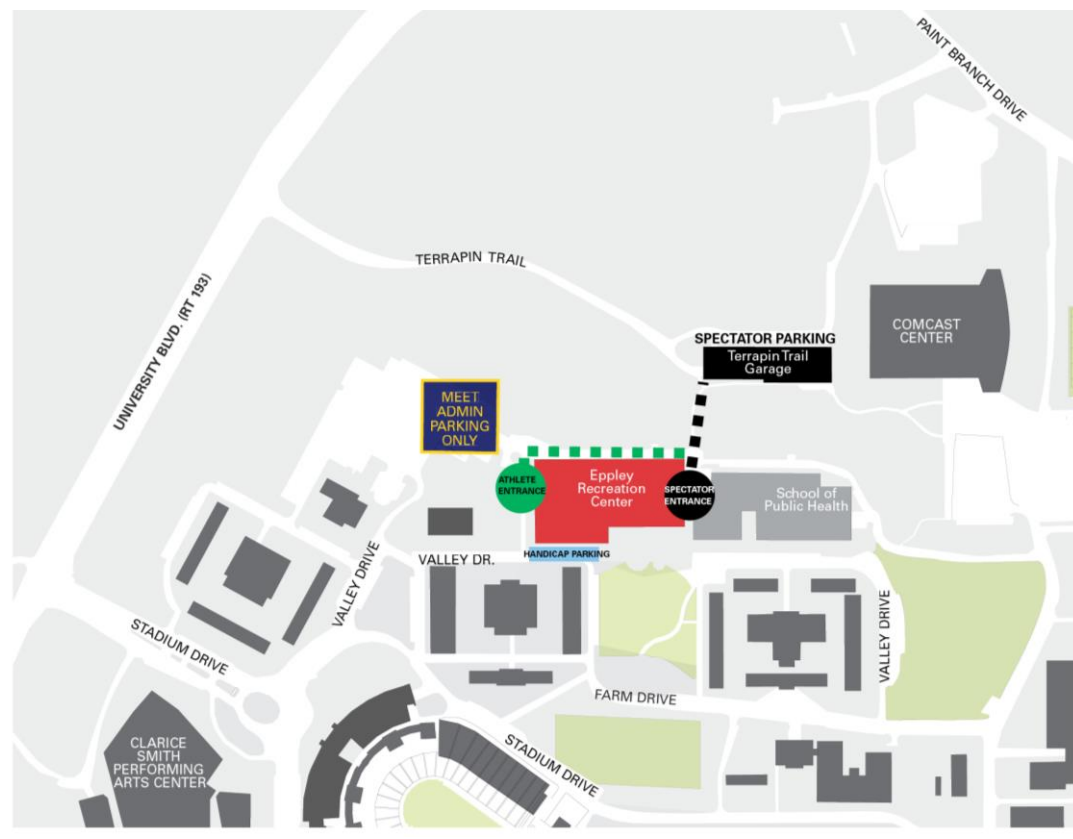 PAINT BRANCH DRIVE
TERRAPIN TRAIL
UNIVERSITY BLVD. (RT 193)
COMCAST
CENTER
SPECTATOR PARKING
Terrapin Trail
Garage
MEET
ADMIN
PARKING
ONLY
ATHLETE
ENTRANCE
Eppley
Recreation
Center
SPECTATOR
ENTRANCE
School of
Public Health
HANDICAP PARKING
VALLEY DR.
VALLEY DRIVE
VALLEY DRIVE
STADIUM DRIVE
FARM DRIVE
STADIUM DRIVE
CLARICE
SMITH
PERFORMING
ARTS CENTER